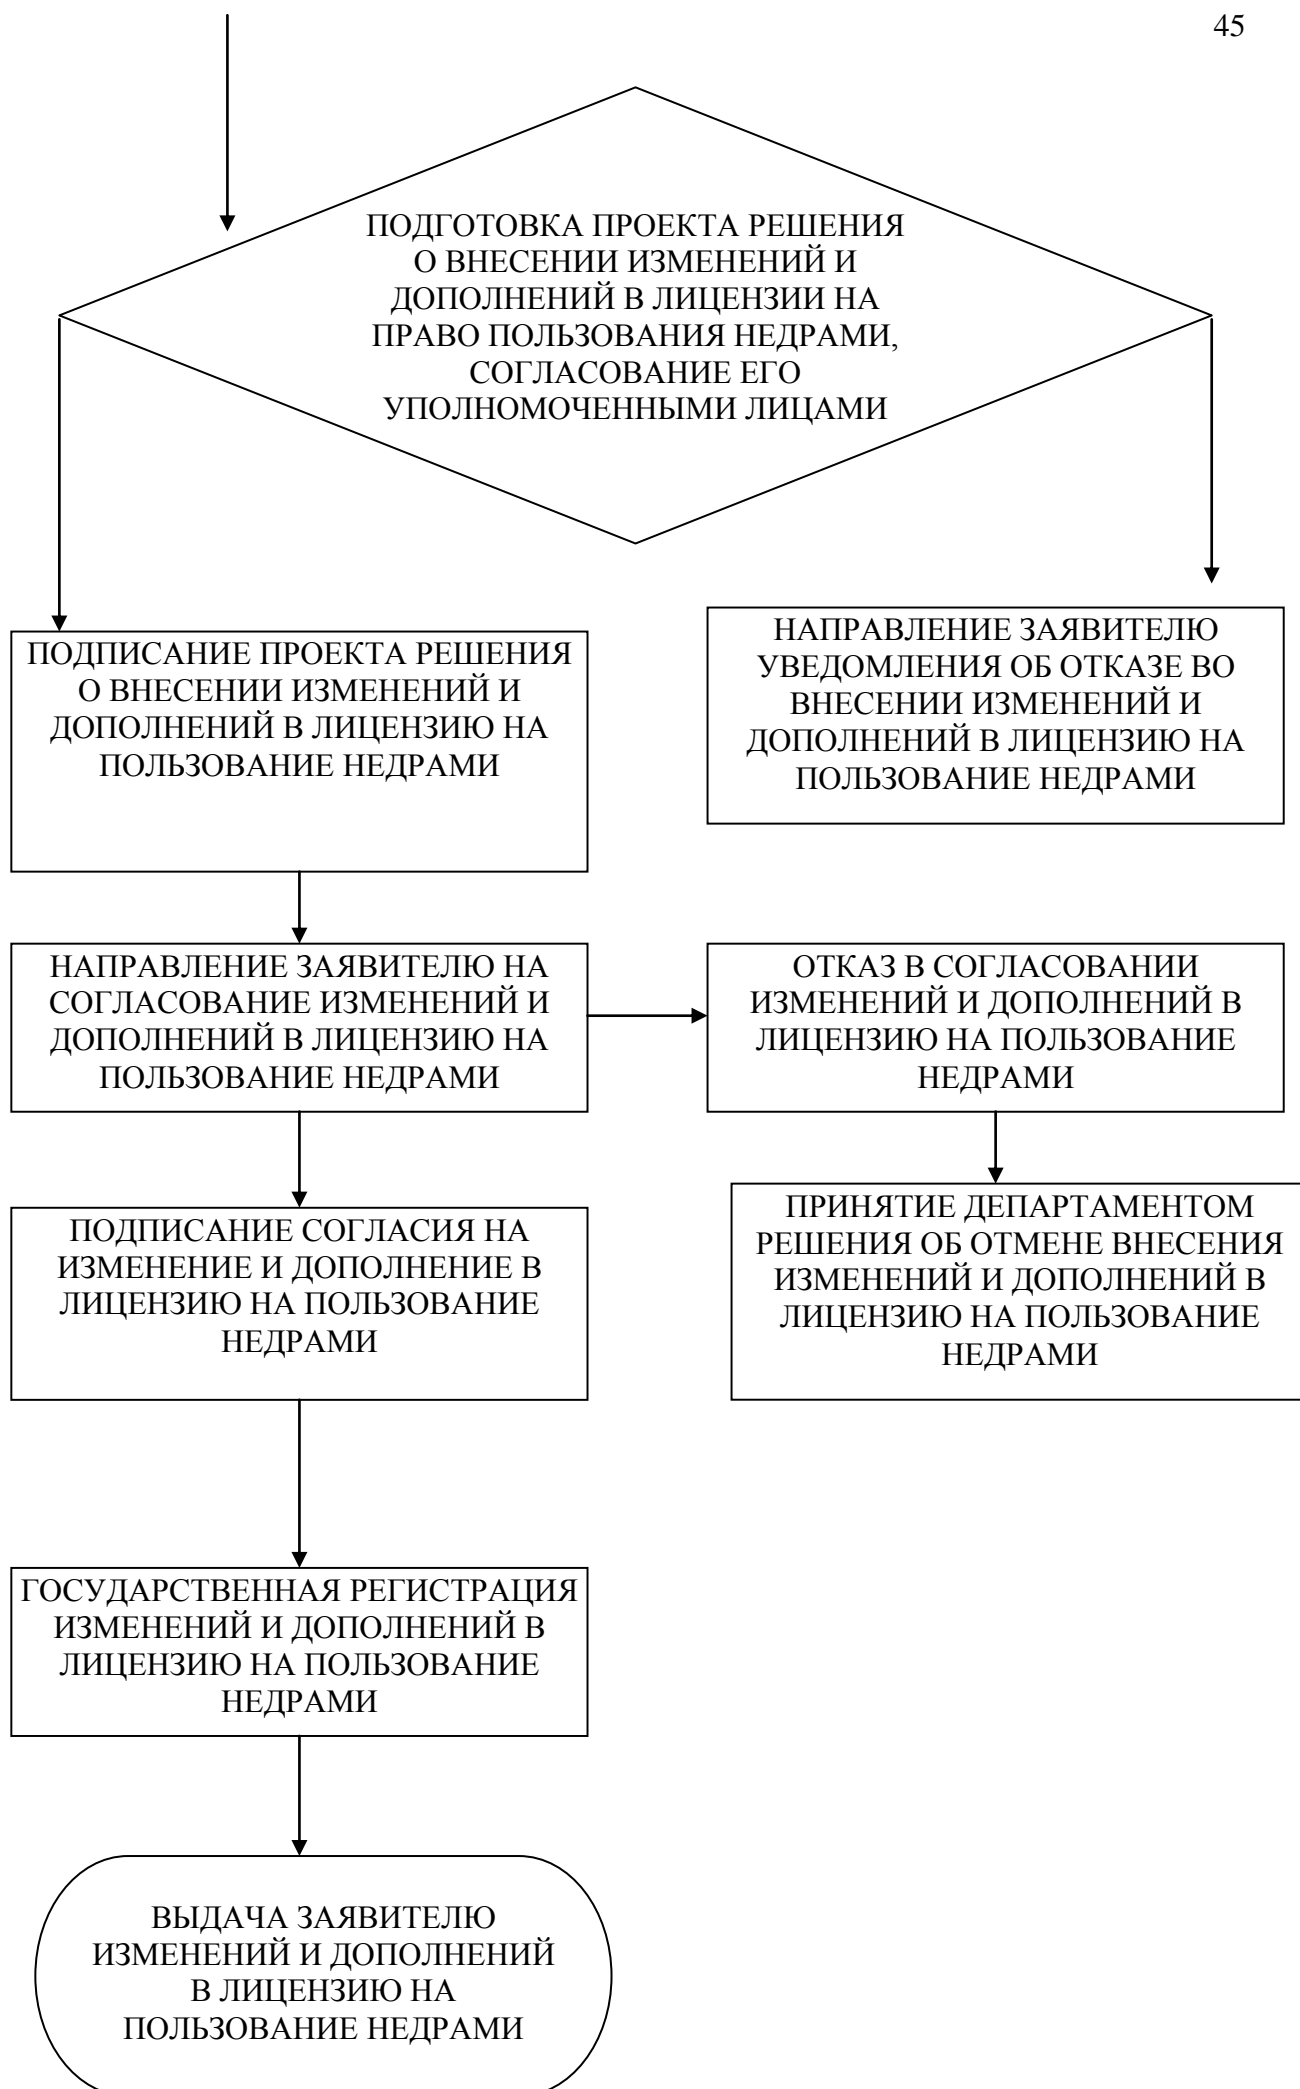 45
ПОДГОТОВКА ПРОЕКТА РЕШЕНИЯ
О ВНЕСЕНИИ ИЗМЕНЕНИЙ И
ДОПОЛНЕНИЙ В ЛИЦЕНЗИИ НА
ПРАВО ПОЛЬЗОВАНИЯ НЕДРАМИ,
СОГЛАСОВАНИЕ ЕГО
УПОЛНОМОЧЕННЫМИ ЛИЦАМИ
ПОДПИСАНИЕ ПРОЕКТА РЕШЕНИЯ
О ВНЕСЕНИИ ИЗМЕНЕНИЙ И
ДОПОЛНЕНИЙ В ЛИЦЕНЗИЮ НА
ПОЛЬЗОВАНИЕ НЕДРАМИ
НАПРАВЛЕНИЕ ЗАЯВИТЕЛЮ
УВЕДОМЛЕНИЯ ОБ ОТКАЗЕ ВО
ВНЕСЕНИИ ИЗМЕНЕНИЙ И
ДОПОЛНЕНИЙ В ЛИЦЕНЗИЮ НА
ПОЛЬЗОВАНИЕ НЕДРАМИ
НАПРАВЛЕНИЕ ЗАЯВИТЕЛЮ НА
СОГЛАСОВАНИЕ ИЗМЕНЕНИЙ И
ДОПОЛНЕНИЙ В ЛИЦЕНЗИЮ НА
ПОЛЬЗОВАНИЕ НЕДРАМИ
ОТКАЗ В СОГЛАСОВАНИИ
ИЗМЕНЕНИЙ И ДОПОЛНЕНИЙ В
ЛИЦЕНЗИЮ НА ПОЛЬЗОВАНИЕ
НЕДРАМИ
ПОДПИСАНИЕ СОГЛАСИЯ НА
ИЗМЕНЕНИЕ И ДОПОЛНЕНИЕ В
ЛИЦЕНЗИЮ НА ПОЛЬЗОВАНИЕ
НЕДРАМИ
ПРИНЯТИЕ ДЕПАРТАМЕНТОМ
РЕШЕНИЯ ОБ ОТМЕНЕ ВНЕСЕНИЯ
ИЗМЕНЕНИЙ И ДОПОЛНЕНИЙ В
ЛИЦЕНЗИЮ НА ПОЛЬЗОВАНИЕ
НЕДРАМИ
ГОСУДАРСТВЕННАЯ РЕГИСТРАЦИЯ
ИЗМЕНЕНИЙ И ДОПОЛНЕНИЙ В
ЛИЦЕНЗИЮ НА ПОЛЬЗОВАНИЕ
НЕДРАМИ
ВЫДАЧА ЗАЯВИТЕЛЮ
ИЗМЕНЕНИЙ И ДОПОЛНЕНИЙ
В ЛИЦЕНЗИЮ НА
ПОЛЬЗОВАНИЕ НЕДРАМИ